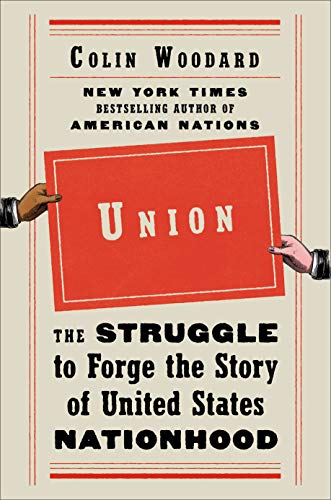 COLIN WOODARD
NEW YORK TIMES
BESTSELLING AUTHOR OF
AMERICAN NATIONS
UNION
THE STRUGGLE
to Forge the Story
of United States
NATIONHOOD